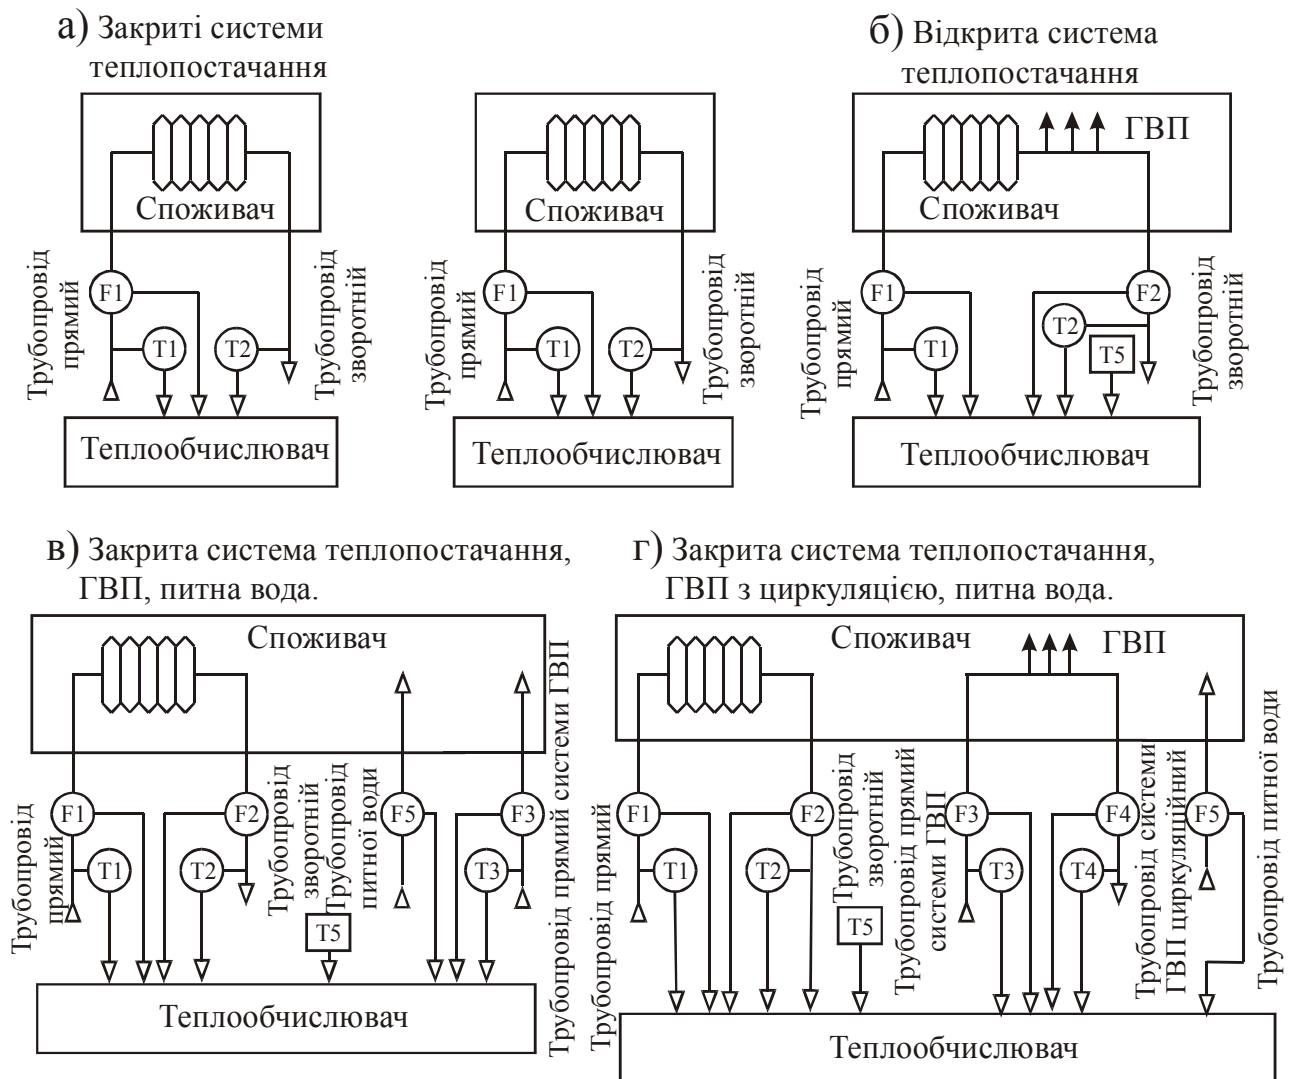 а) Закриті системи
теплопостачання
Споживач
Трубопровід
прямий
F1
T1
T2
Трубопровід
зворотній
Теплообчислювач
Споживач
Трубопровід
прямий
F1
T1
T2
Трубопровід
зворотній
Теплообчислювач
б) Відкрита система
теплопостачання
ГВП
Споживач
Трубопровід
прямий
F1
T1
F2
T2
T5
Трубопровід
зворотній
Теплообчислювач
в) Закрита система теплопостачання,
ГВП, питна вода.
Споживач
Трубопровід
прямий
F1
T1
F2
T2
Трубопровід
зворотній
T5
Трубопровід
питної води
F5
F3
T3
Трубопровід прямий системи ГВП
Теплообчислювач
г) Закрита система теплопостачання,
ГВП з циркуляцією, питна вода.
Споживач
ГВП
Трубопровід прямий
F1
T1
F2
T2
Трубопровід
зворотній
T5
Трубопровід прямий
системи ГВП
F3
T3
F4
T4
Трубопровід системи
ГВП циркуляційний
F5
Трубопровід питної води
Теплообчислювач